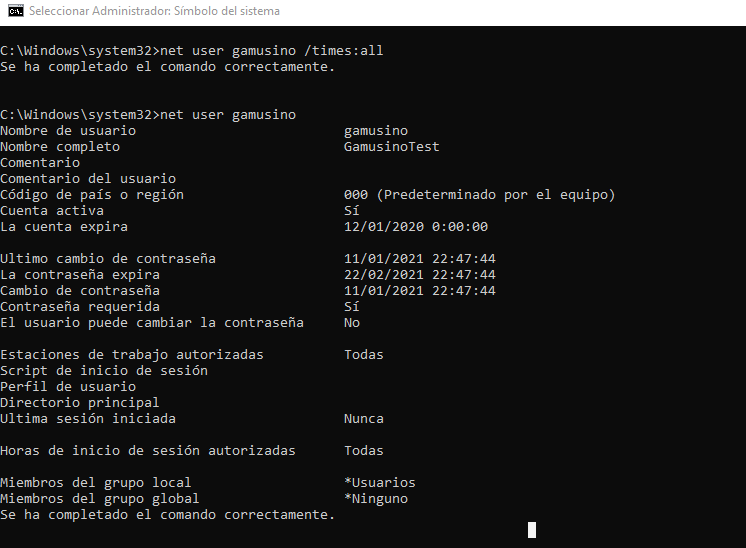 Seleccionar Administrador: Símbolo del sistema
C:\Windows\system32>net user gamusino /times:all
Se ha completado el comando correctamente.
C:\Windows\system32>net user gamusino
Nombre de usuario gamusino
Nombre completo GamusinoTest
Comentario
Comentario del usuario
Código de país o región 000 (Predeterminado por el equipo)
Cuenta activa Sí
La cuenta expira 12/01/2020 0:00:00
Ultimo cambio de contraseña 11/01/2021 22:47:44
La contraseña expira 22/02/2021 22:47:44
Cambio de contraseña 11/01/2021 22:47:44
Contraseña requerida Sí
El usuario puede cambiar la contraseña No
Estaciones de trabajo autorizadas Todas
Script de inicio de sesión
Perfil de usuario
Directorio principal
Ultima sesión iniciada Nunca
Horas de inicio de sesión autorizadas Todas
Miembros del grupo local *Usuarios
Miembros del grupo global *Ninguno
Se ha completado el comando correctamente.